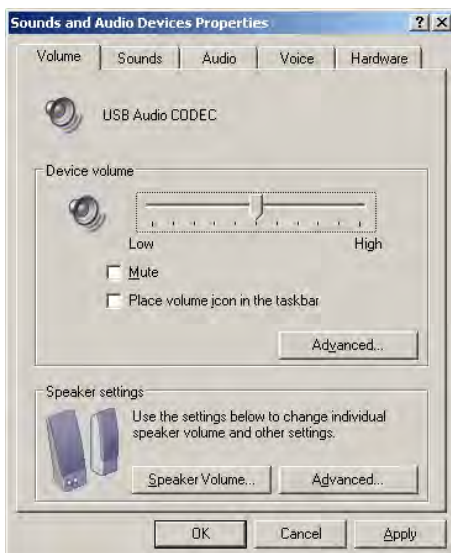 Sounds and Audio Devices Properties
Volume
Sounds
Audio
Voice
Hardware
USB Audio CODEC
Device volume
Low
High
Mute
Place volume icon in the taskbar
Advanced...
Speaker settings
Use the settings below to change individual
speaker volume and other settings.
Speaker Volume...
Advanced...
OK
Cancel
Apply